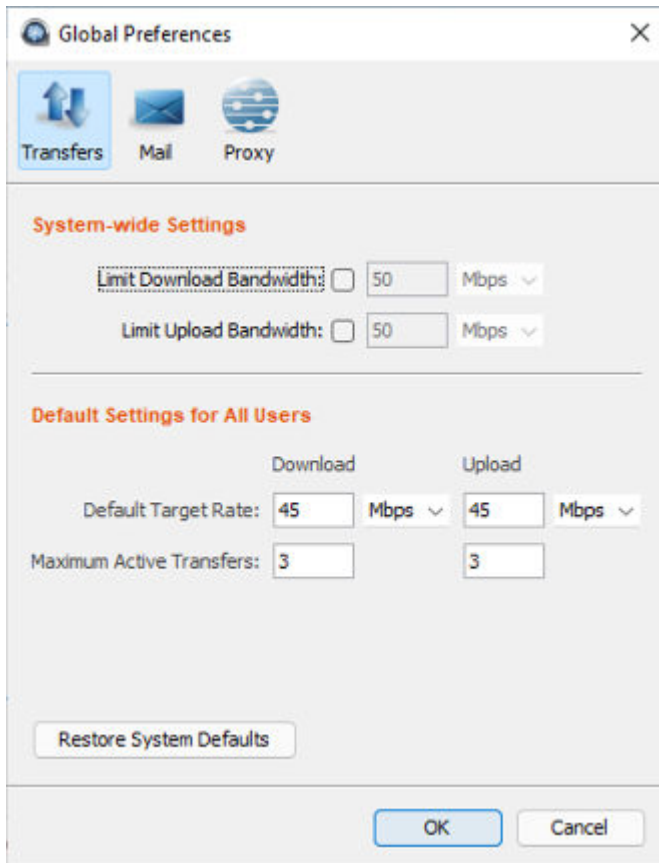 Global Preferences
Transfers Mail Proxy
System-wide Settings
Limit Download Bandwidth: 50 Mbps
Limit Upload Bandwidth: 50 Mbps
Default Settings for All Users
Download Upload
Default Target Rate: 45 Mbps 45 Mbps
Maximum Active Transfers: 3 3
Restore System Defaults
OK Cancel